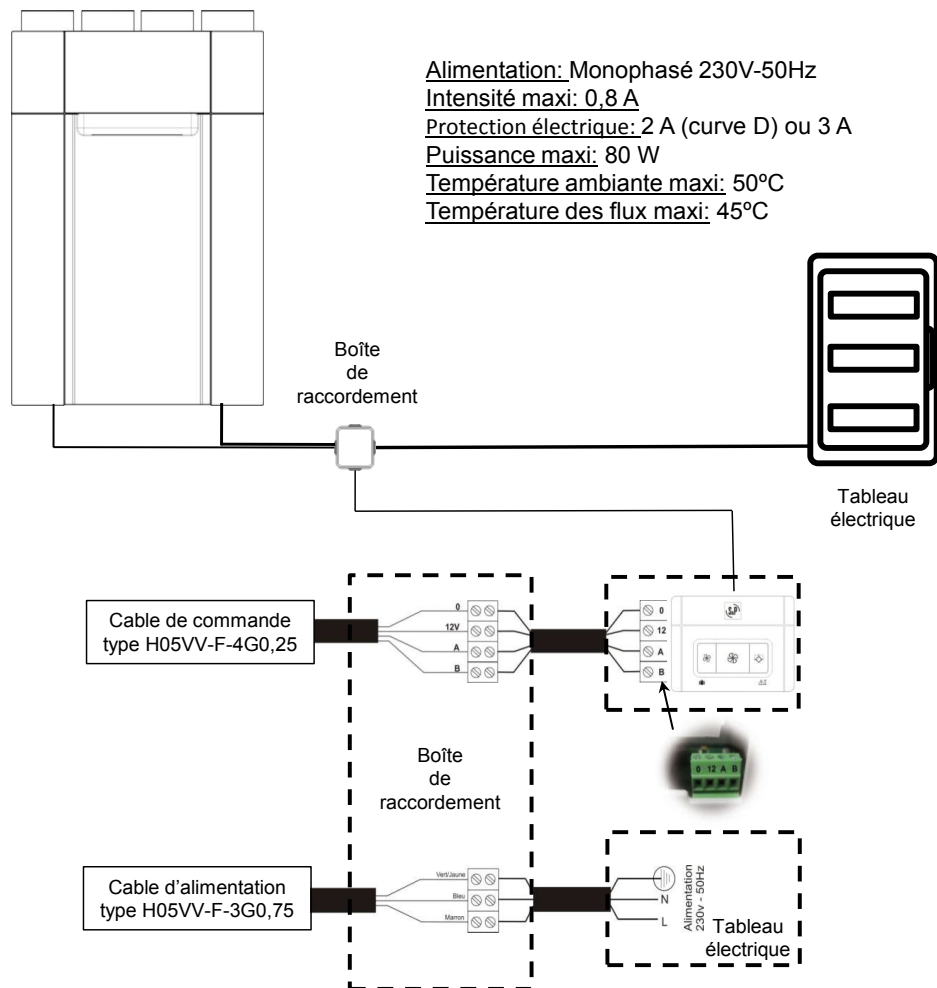 Alimentation: Monophasé 230V-50Hz
Intensité maxi: 0,8 A
Protection électrique: 2 A (curve D) ou 3 A
Puissance maxi: 80 W
Température ambiante maxi: 50ºC
Température des flux maxi: 45ºC
Boîte
de
raccordement
Tableau
électrique
Cable de commande
type H05VV-F-4G0,25
0
12V
A
B
0
12
A
B
0 12 A B
Boîte
de
raccordement
Cable d’alimentation
type H05VV-F-3G0,75
Vert/Jaune
Bleu
Marron
N
L
Alimentation
230v - 50Hz
Tableau
électrique